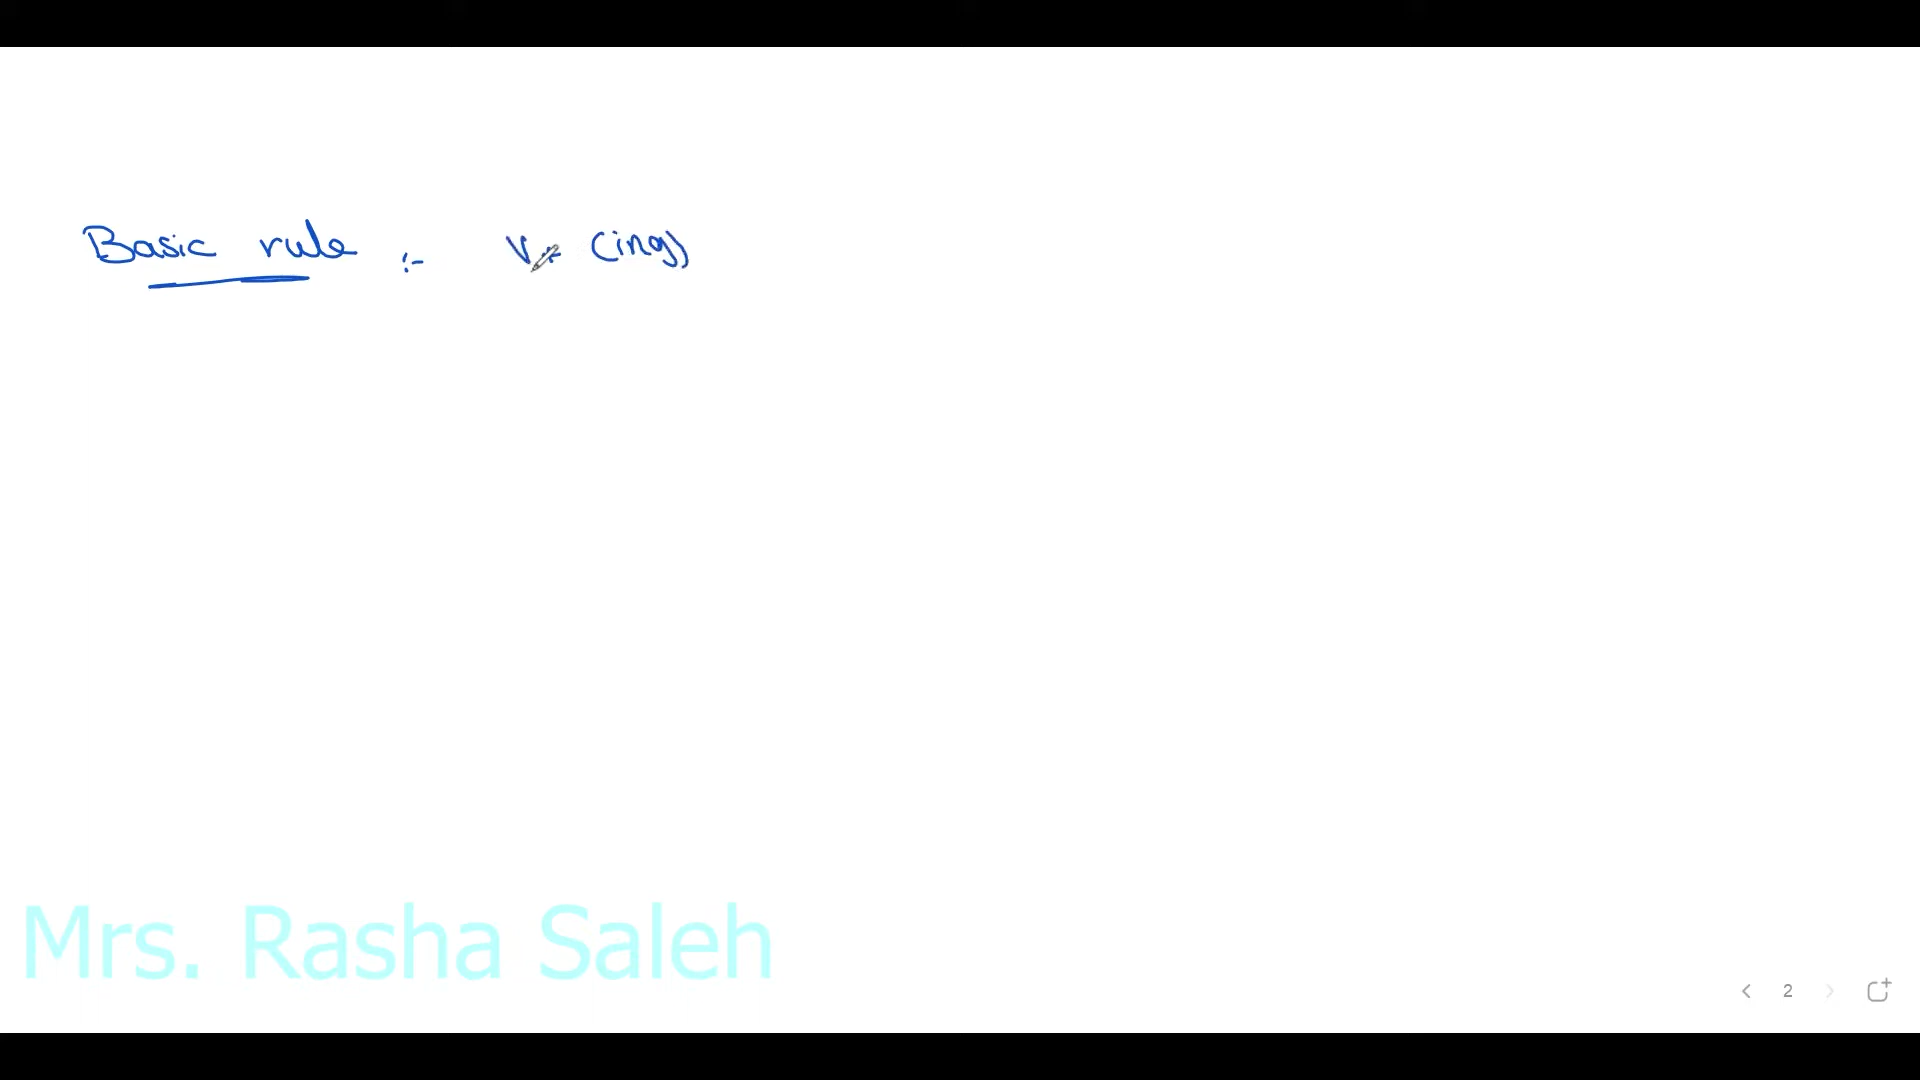 Basic rule :- V+ (ing)
Mrs. Rasha Saleh
2